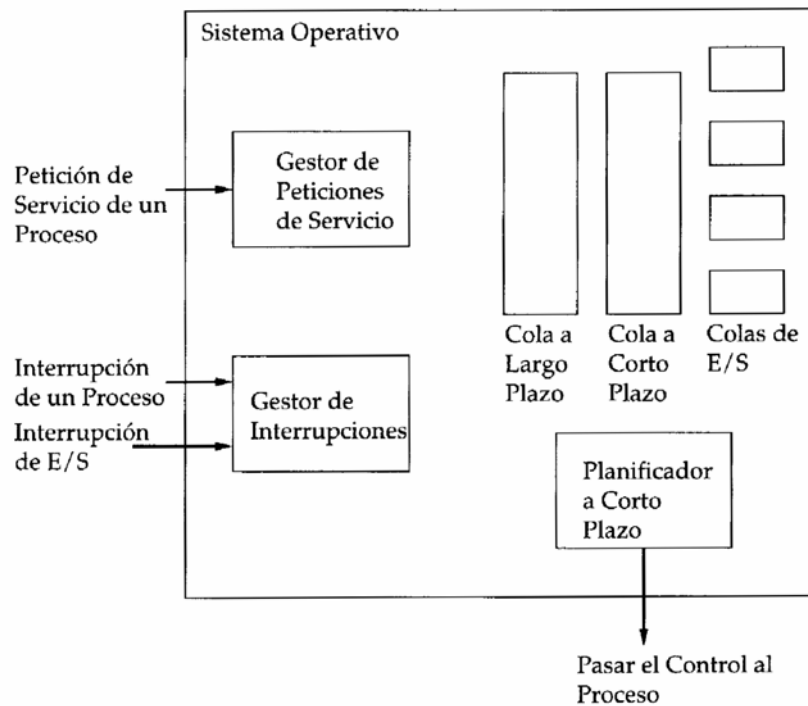 Sistema Operativo
Gestor de
Peticiones
de Servicio
Petición de
Servicio de un
Proceso
Cola a
Largo
Plazo
Cola a
Corto
Plazo
Colas de
E/S
Interrupción
de un Proceso
Interrupción
de E/S
Gestor de
Interrupciones
Planificador
a Corto
Plazo
Pasar el Control al
Proceso